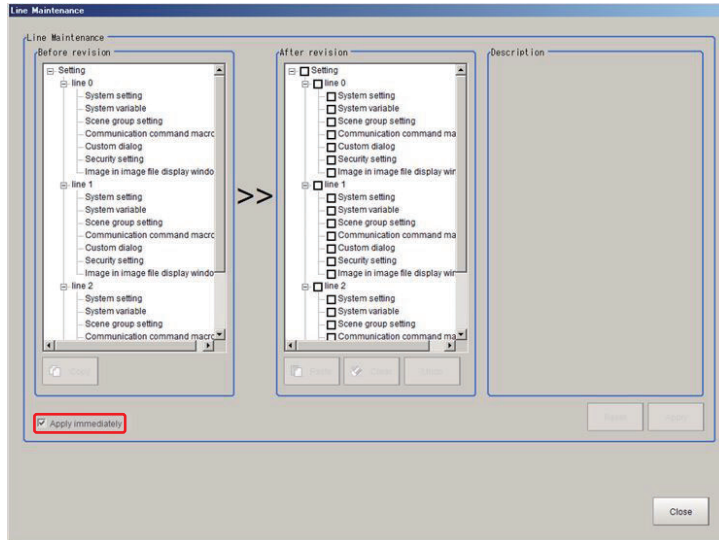 Line Maintenance
Line Maintenance
Before revision
Setting
line 0
System setting
System variable
Scene group setting
Communication command macro
Custom dialog
Security setting
Image in image file display windo
line 1
System setting
System variable
Scene group setting
Communication command macro
Custom dialog
Security setting
Image in image file display windo
line 2
System setting
System variable
Scene group setting
Communication command macro
Copy
>>
After revision
Setting
line 0
System setting
System variable
Scene group setting
Communication command ma
Custom dialog
Security setting
Image in image file display win
line 1
System setting
System variable
Scene group setting
Communication command ma
Custom dialog
Security setting
Image in image file display win
line 2
System setting
System variable
Scene group setting
Communication command ma
Clear
Description
Apply immediately
Close